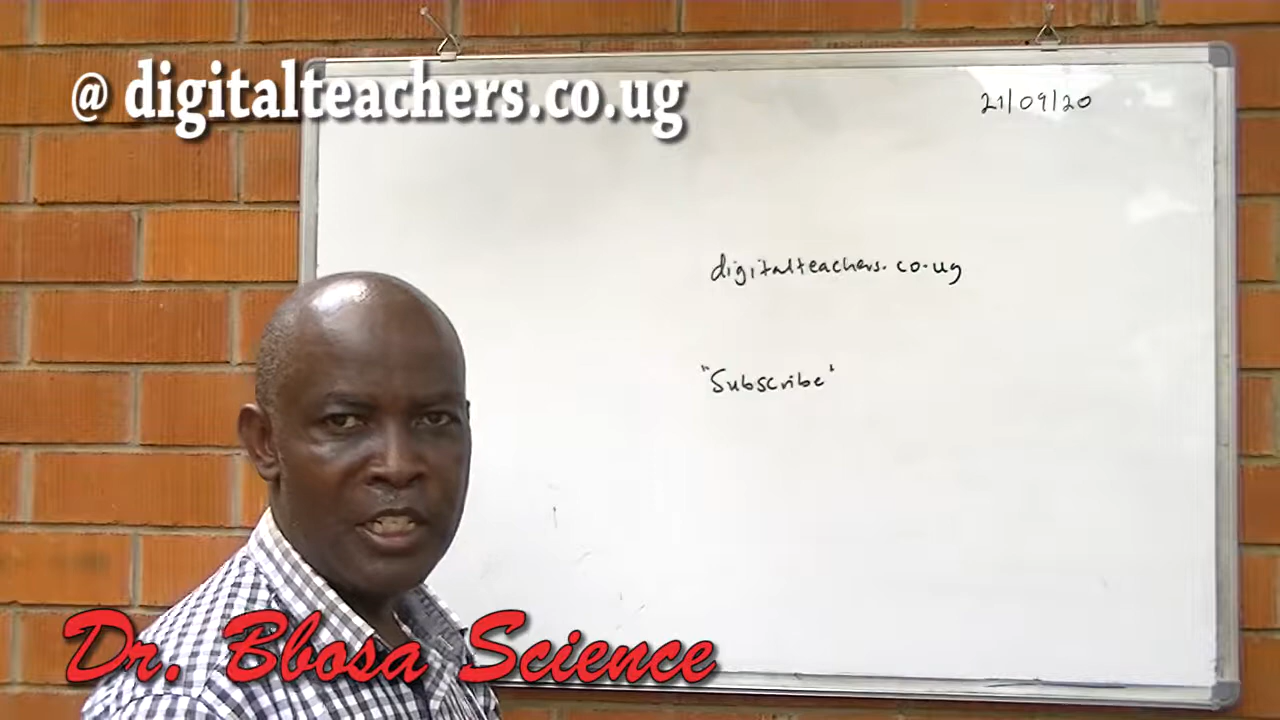 @ digitalteachers.co.ug
21/09/20
digitalteachers.co.ug
"Subscribe"
Dr. Bbosa Science